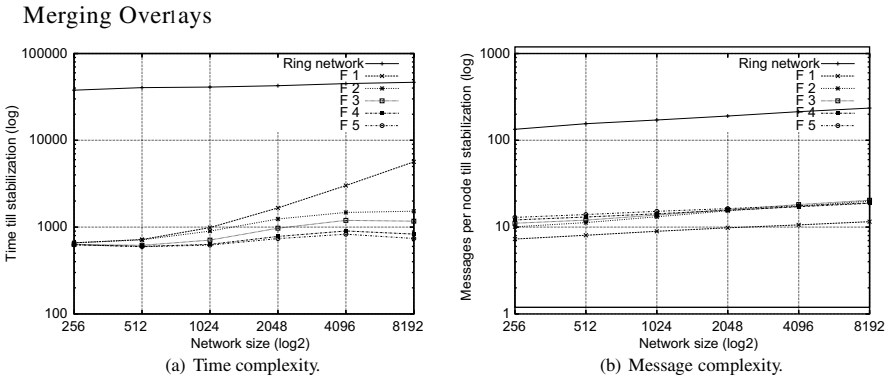 Merging Overlays
100000
10000
1000
100
256
512
1024
2048
4096
8192
Time till stabilization (log)
Network size (log2)
Ring network
F 1
F 2
F 3
F 4
F 5
(a) Time complexity.
1000
100
10
1
256
512
1024
2048
4096
8192
Messages per node till stabilization (log)
Network size (log2)
Ring network
F 1
F 2
F 3
F 4
F 5
(b) Message complexity.